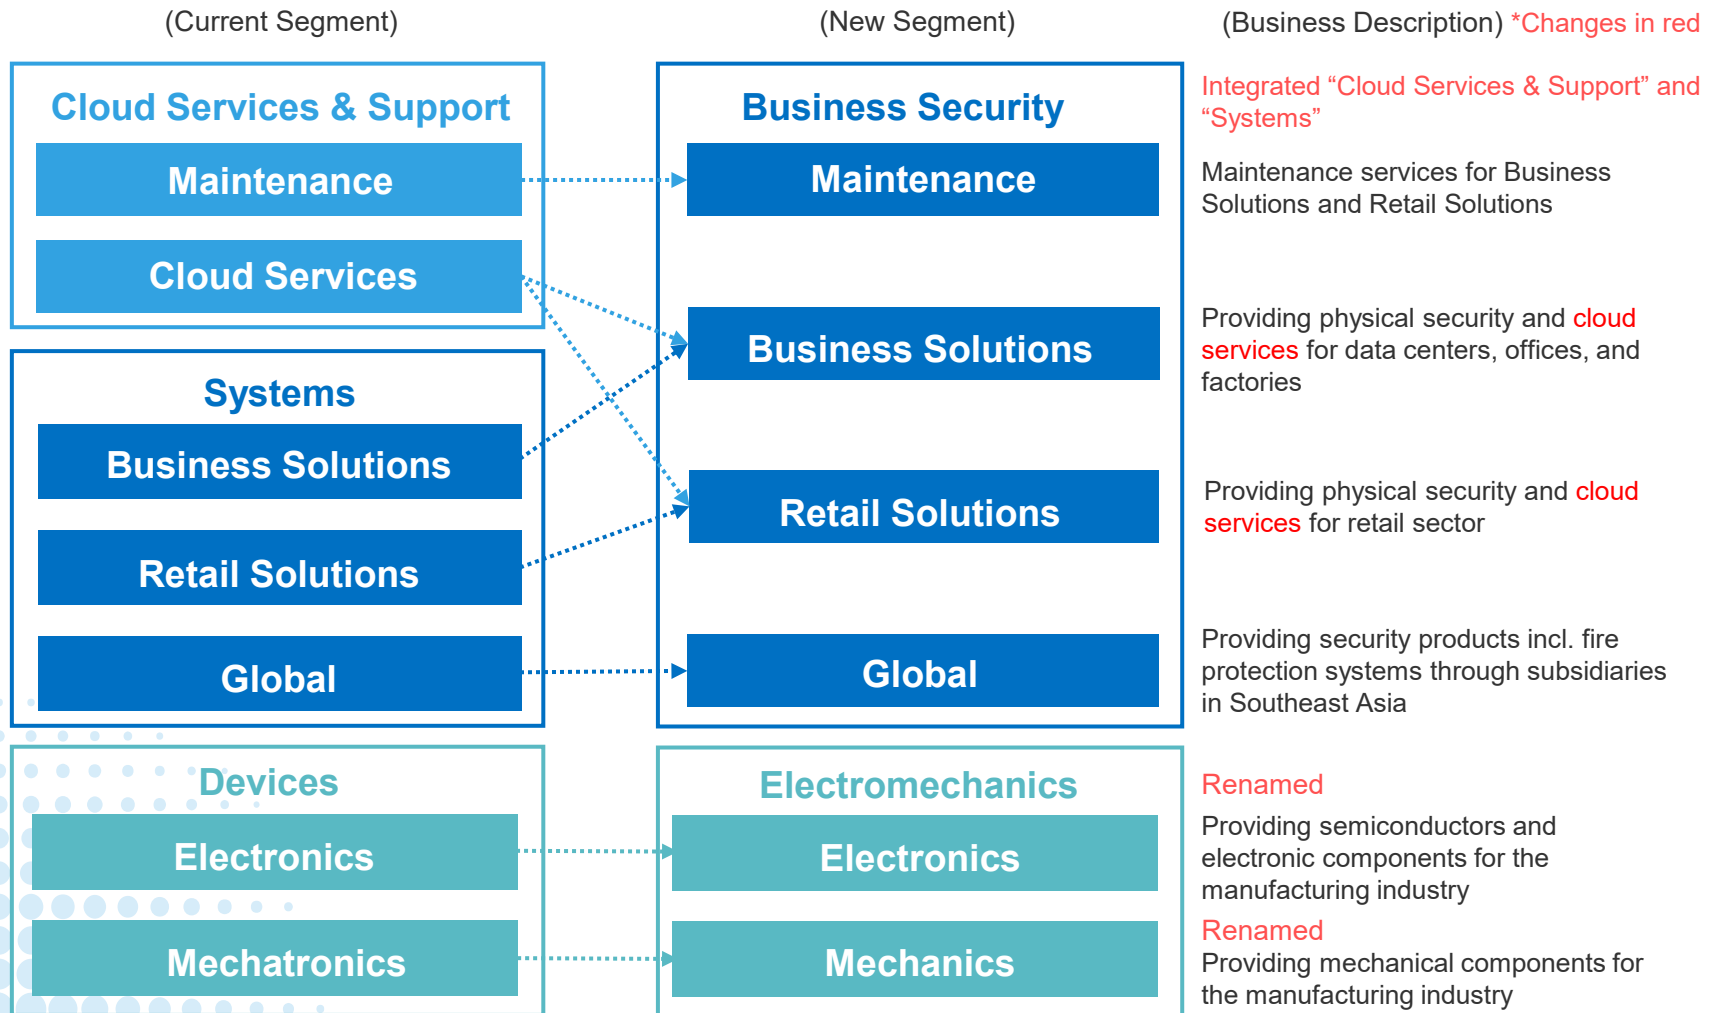 (Current Segment)
(New Segment)
(Business Description) *Changes in red
Cloud Services & Support
Maintenance
Cloud Services
Systems
Business Solutions
Retail Solutions
Global
Devices
Electronics
Mechatronics
Business Security
Maintenance
Business Solutions
Retail Solutions
Global
Electromechanics
Electronics
Mechanics
Integrated “Cloud Services & Support” and
“Systems”
Maintenance services for Business
Solutions and Retail Solutions
Providing physical security and cloud
services for data centers, offices, and
factories
Providing physical security and cloud
services for retail sector
Providing security products incl. fire
protection systems through subsidiaries
in Southeast Asia
Renamed
Providing semiconductors and
electronic components for the
manufacturing industry
Renamed
Providing mechanical components for
the manufacturing industry